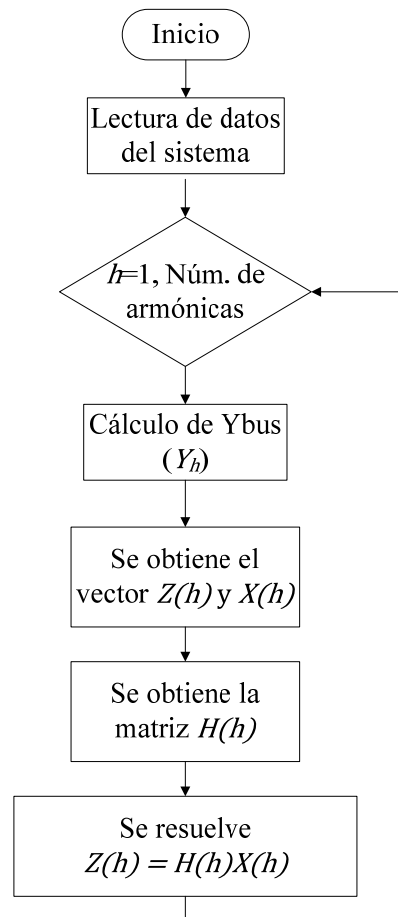 Inicio
Lectura de datos
del sistema
h=1, Núm. de
armónicas
Cálculo de Ybus
(Yₕ)
Se obtiene el
vector Z(h) y X(h)
Se obtiene la
matriz H(h)
Se resuelve
Z(h) = H(h)X(h)